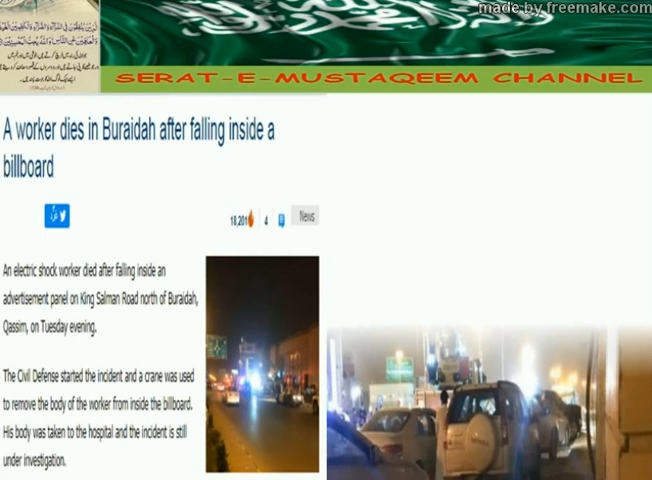 made by freemake.com
SERAT-E-MUSTAQEEM CHANNEL
A worker dies in Buraidah after falling inside a
billboard
غرّد
18,201
4
News
An electric shock worker died after falling inside an
advertisement panel on King Salman Road north of Buraidah,
Qassim, on Tuesday evening.
The Civil Defense started the incident and a crane was used
to remove the body of the worker from inside the billboard.
His body was taken to the hospital and the incident is still
under investigation.